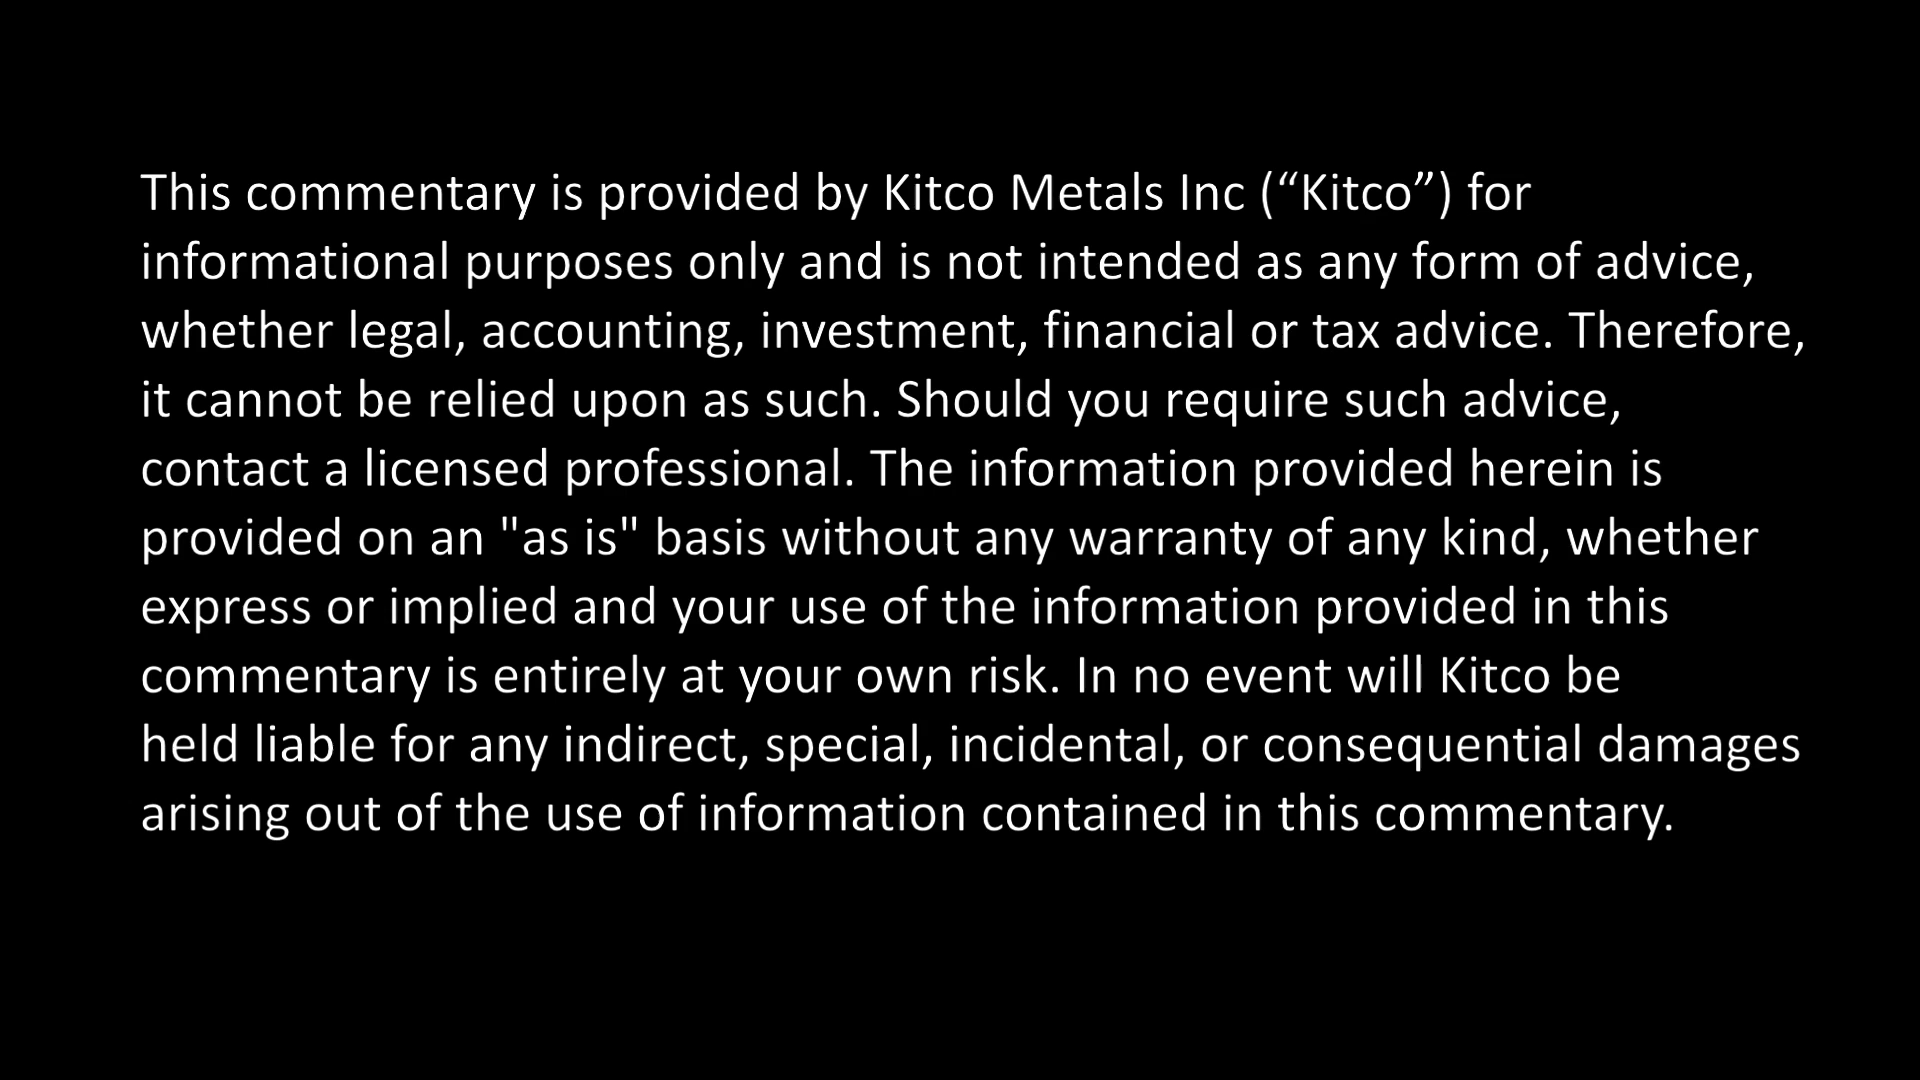 This commentary is provided by Kitco Metals Inc (“Kitco”) for
informational purposes only and is not intended as any form of advice,
whether legal, accounting, investment, financial or tax advice. Therefore,
it cannot be relied upon as such. Should you require such advice,
contact a licensed professional. The information provided herein is
provided on an "as is" basis without any warranty of any kind, whether
express or implied and your use of the information provided in this
commentary is entirely at your own risk. In no event will Kitco be
held liable for any indirect, special, incidental, or consequential damages
arising out of the use of information contained in this commentary.